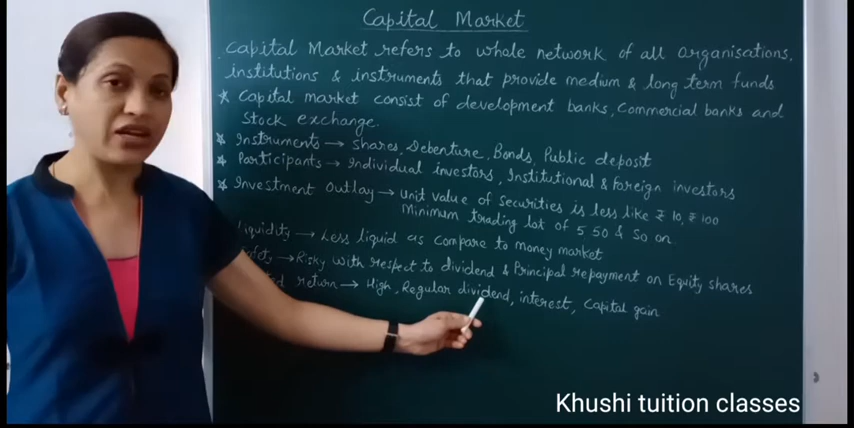 Capital Market
Capital Market refers to whole network of all organisations,
institutions & instruments that provide medium & long term funds
* Capital market consist of development banks, Commercial banks and
Stock exchange.
* Instruments → Shares, Debenture, Bonds, Public deposit
* Participants → Individual investors, Institutional & foreign investors
* Investment outlay → unit value of securities is less like ₹ 10, ₹ 100
Minimum trading lot of 5 50 & so on
Liquidity → Less liquid as compare to money market
→ Risky with respect to dividend & Principal repayment on Equity shares
return → High, Regular dividend, interest, Capital gain
Khushi tuition classes